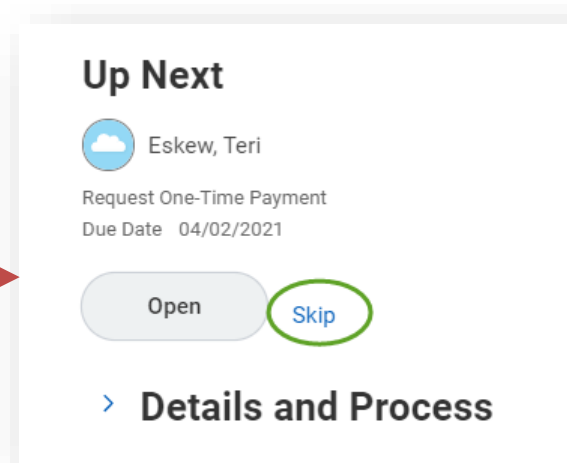 Up Next
Eskew, Teri
Request One-Time Payment
Due Date 04/02/2021
Open Skip
Details and Process